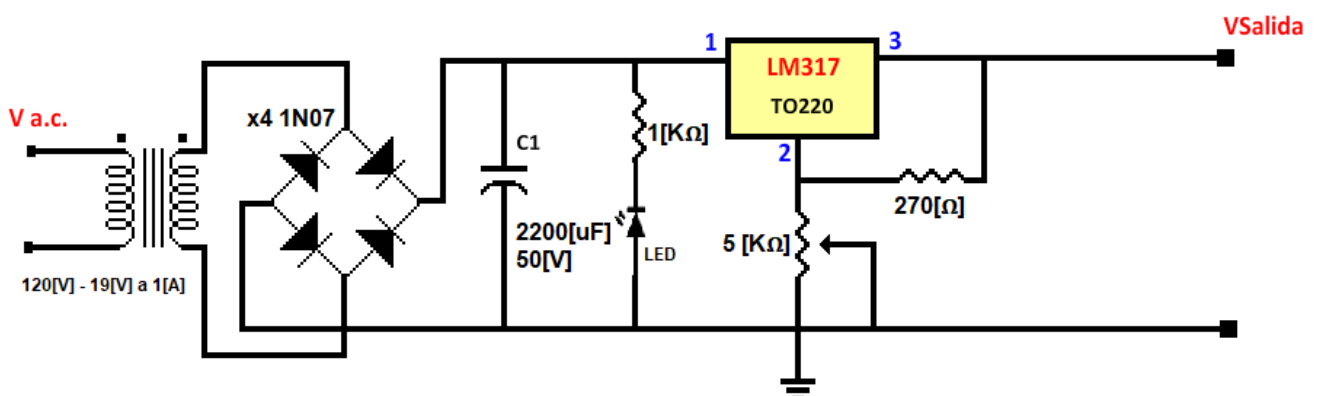 V a.c.
120[V] - 19[V] a 1[A]
x4 1N07
C1
2200[uF]
50[V]
1[KΩ]
LED
1
LM317
TO220
3
2
5 [KΩ]
270[Ω]
VSalida